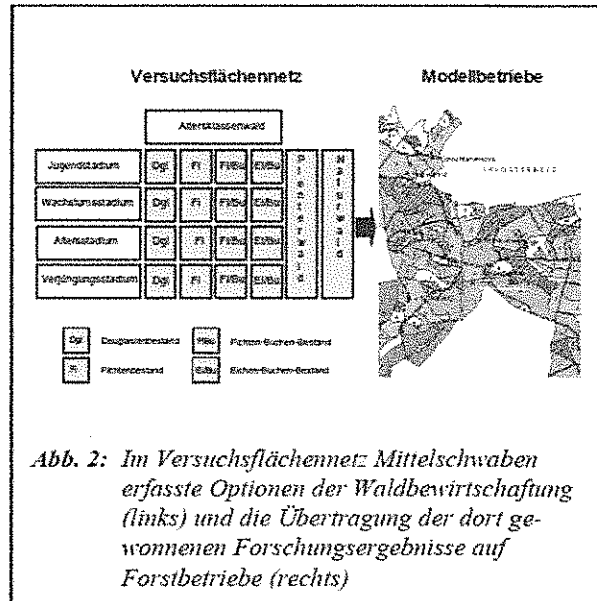 Versuchsflächennetz Modellbetriebe
Altersklassenwald
Jugendstadium Dgl Fi Fi/Bu Ei/Bu
Wachstumsstadium Dgl Fi Fi/Bu Ei/Bu
Altersstadium Dgl Fi Fi/Bu Ei/Bu
Verjüngungsstadium Dgl Fi Fi/Bu Ei/Bu
Plenterwald
Naturwald
Dgl Douglasienbestand Fi/Bu Fichten-Buchen-Bestand
Fi Fichtenbestand Ei/Bu Eichen-Buchen-Bestand
Abb. 2: Im Versuchsflächennetz Mittelschwaben
erfasste Optionen der Waldbewirtschaftung
(links) und die Übertragung der dort ge-
wonnenen Forschungsergebnisse auf
Forstbetriebe (rechts)